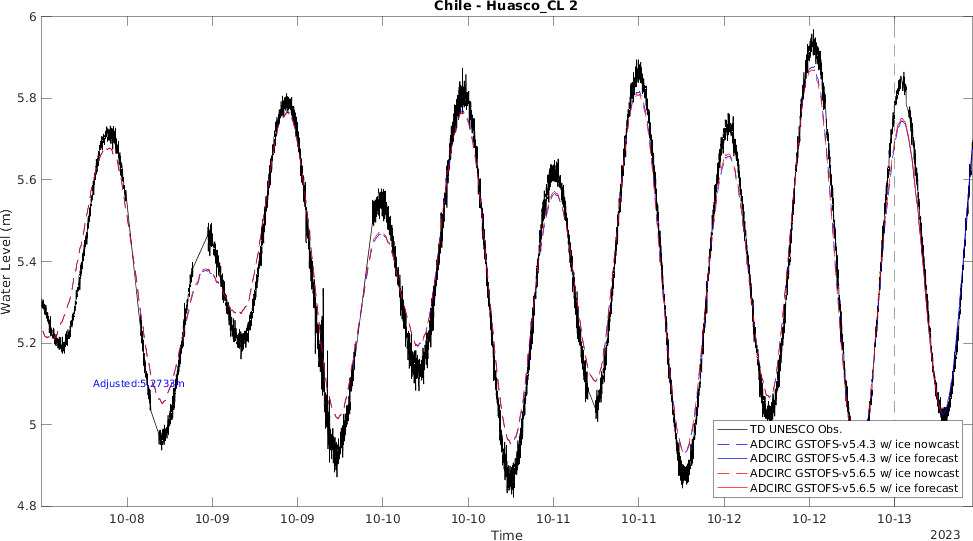 Chile - Huasco_CL 2
6
5.8
5.6
5.4
5.2
5
4.8
Water Level (m)
Adjusted:5.2733m
TD UNESCO Obs.
ADCIRC GSTOFS-v5.4.3 w/ ice nowcast
ADCIRC GSTOFS-v5.4.3 w/ ice forecast
ADCIRC GSTOFS-v5.6.5 w/ ice nowcast
ADCIRC GSTOFS-v5.6.5 w/ ice forecast
10-08 10-09 10-09 10-10 10-10 10-11 10-11 10-12 10-12 10-13
Time
2023